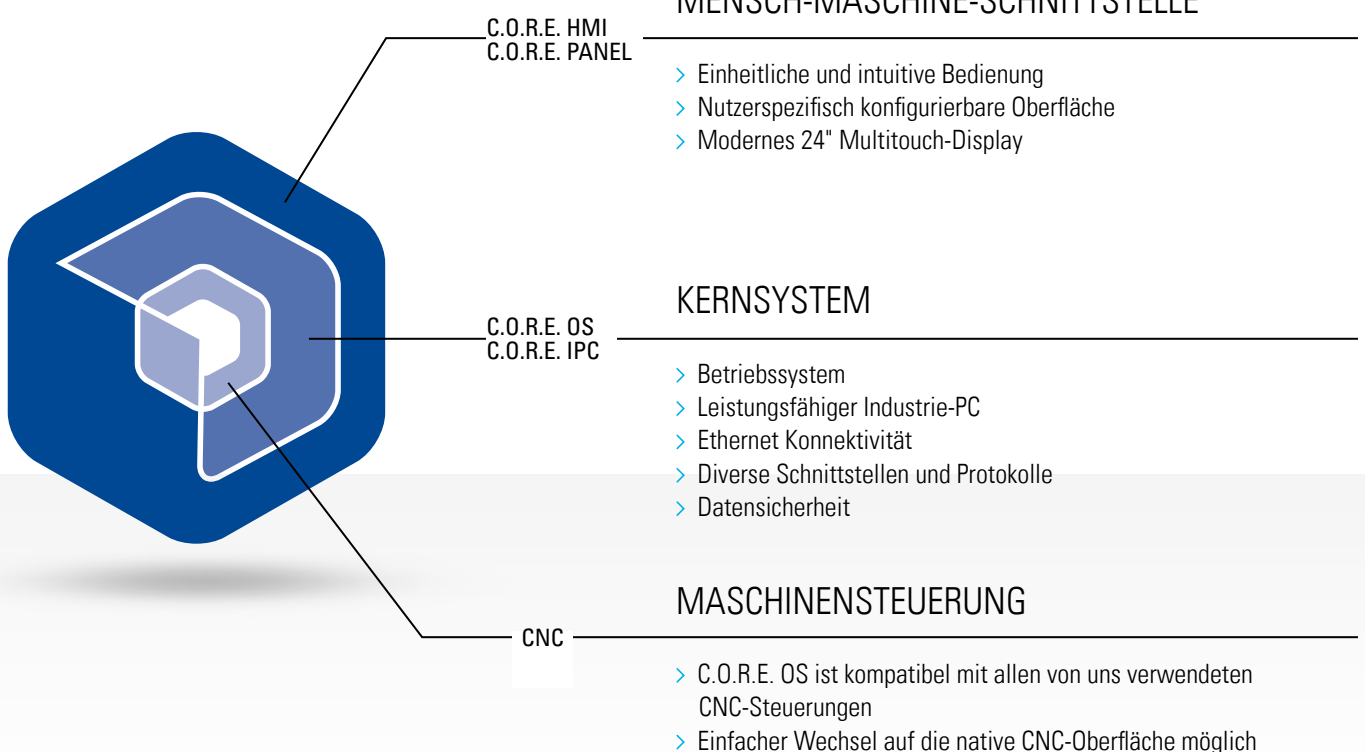 MENSCH-MASCHINE-SCHNITTSTELLE
C.O.R.E. HMI
C.O.R.E. PANEL
> Einheitliche und intuitive Bedienung
> Nutzerspezifisch konfigurierbare Oberfläche
> Modernes 24" Multitouch-Display
KERNSYSTEM
C.O.R.E. OS
C.O.R.E. IPC
> Betriebssystem
> Leistungsfähiger Industrie-PC
> Ethernet Konnektivität
> Diverse Schnittstellen und Protokolle
> Datensicherheit
MASCHINENSTEUERUNG
CNC
> C.O.R.E. OS ist kompatibel mit allen von uns verwendeten
CNC-Steuerungen
> Einfacher Wechsel auf die native CNC-Oberfläche möglich